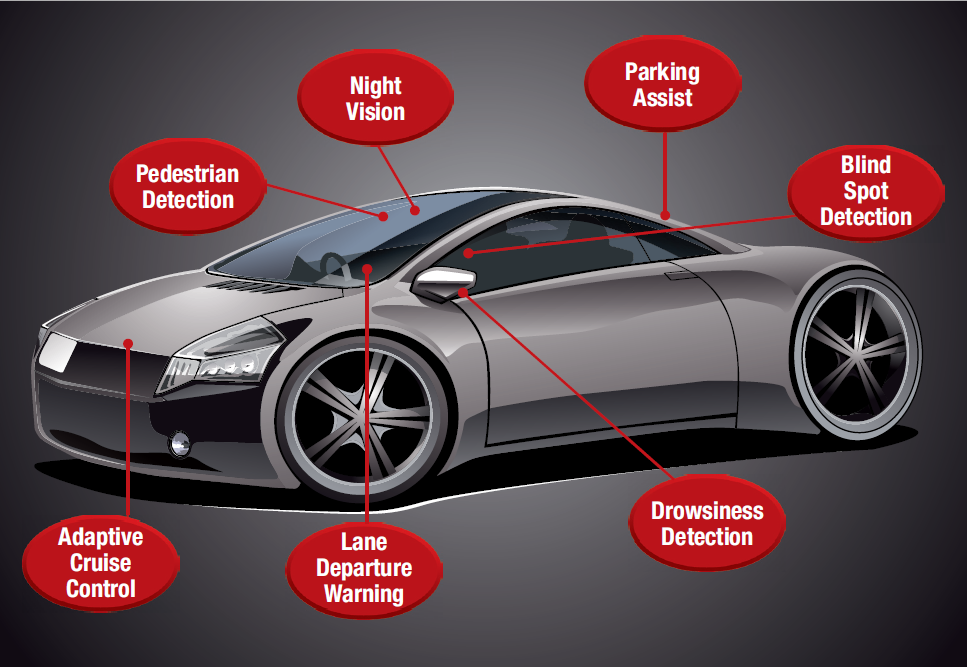 Night
Vision
Parking
Assist
Pedestrian
Detection
Blind
Spot
Detection
Adaptive
Cruise
Control
Lane
Departure
Warning
Drowsiness
Detection